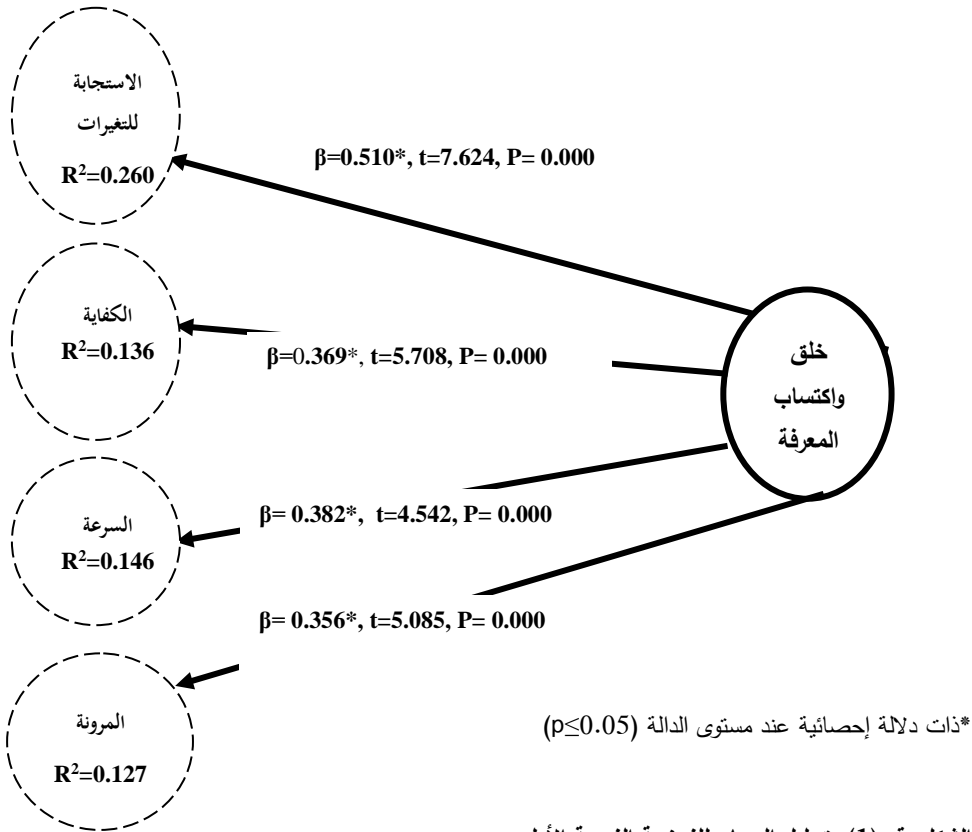 الاستجابة
للتغيرات
R²=0.260
β=0.510*, t=7.624, P= 0.000
الكفاية
R²=0.136
β=0.369*, t=5.708, P= 0.000
خلق
واكتساب
المعرفة
السرعة
R²=0.146
β= 0.382*, t=4.542, P= 0.000
β= 0.356*, t=5.085, P= 0.000
المرونة
R²=0.127
*ذات دلالة إحصائية عند مستوى الدالة (p≤0.05)